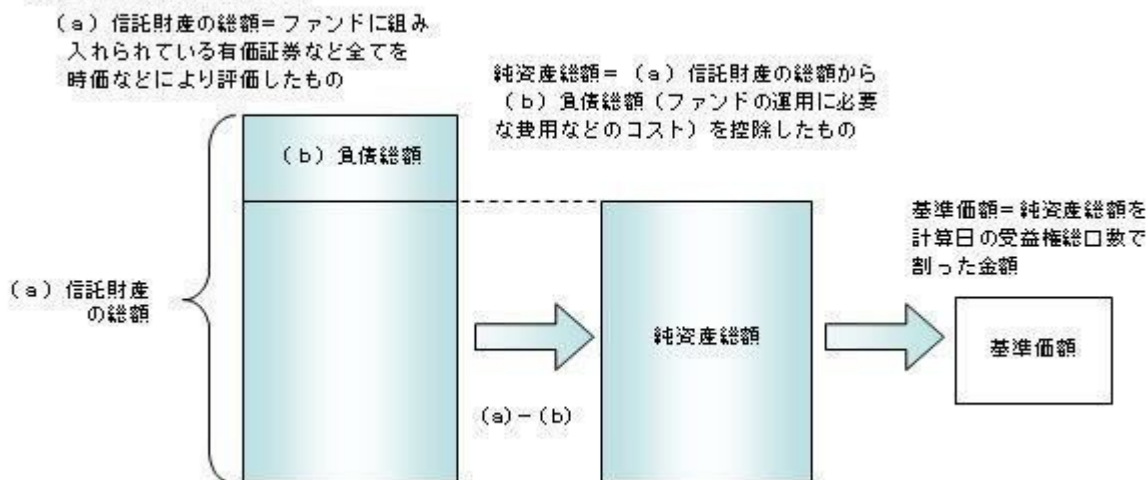 （a）信託財産の総額＝ファンドに組み
入れられている有価証券など全てを
時価などにより評価したもの
純資産総額＝（a）信託財産の総額から
（b）負債総額（ファンドの運用に必要
な費用などのコスト）を控除したもの
（b）負債総額
基準価額＝純資産総額を
計算日の受益権総口数で
割った金額
（a）信託財産
の総額
純資産総額
基準価額
（a）－（b）